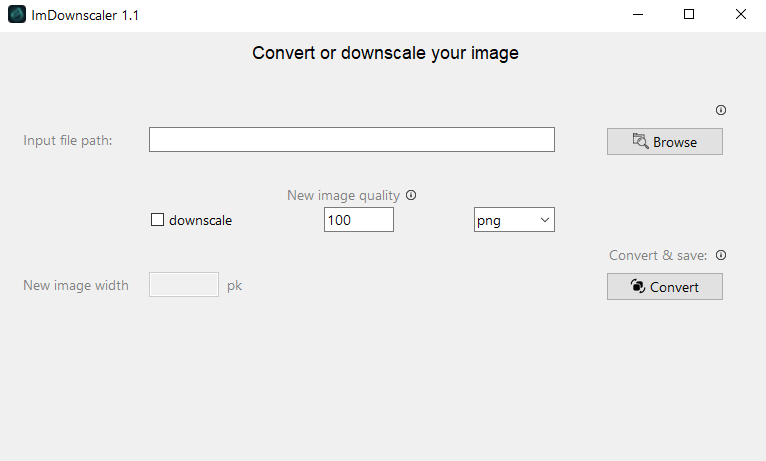 ImDownscaler 1.1
Convert or downscale your image
Input file path:
Browse
New image quality
downscale
100
png
Convert & save:
New image width
pk
Convert